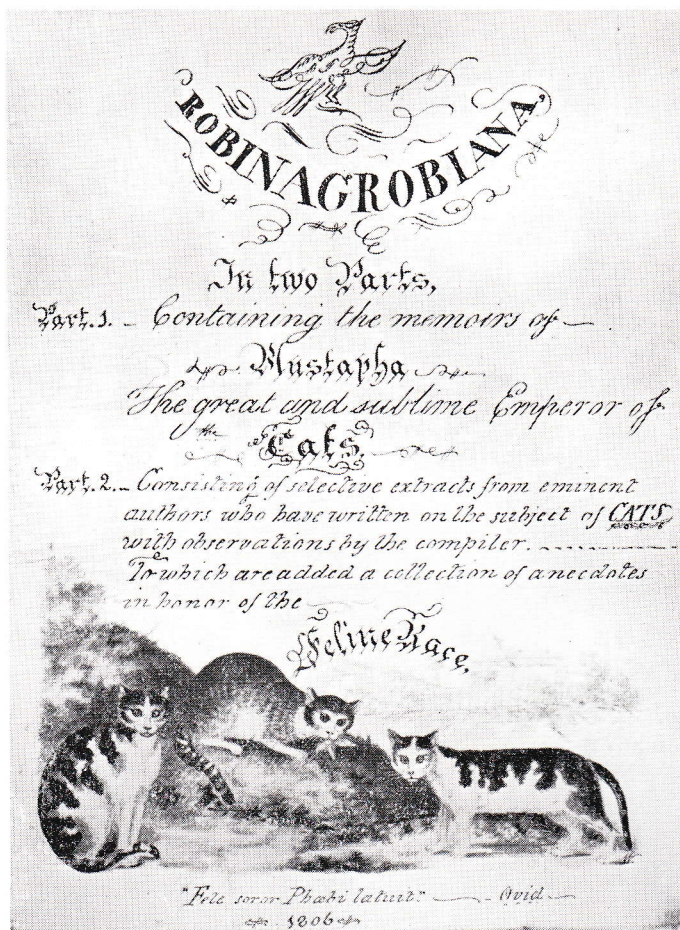 ROBINAGROBIANA,
In two Parts,
Part. 1. - Containing the memoirs of -
Mustapha
The great and sublime Emperor of
the Cats.
Part. 2. - Consisting of selective extracts from eminent
authors who have written on the subject of CATS
with observations by the compiler.
To which are added a collection of anecdotes
in honor of the
Feline Race.
"Fele soror Phœbi latuit." - Ovid -
1806